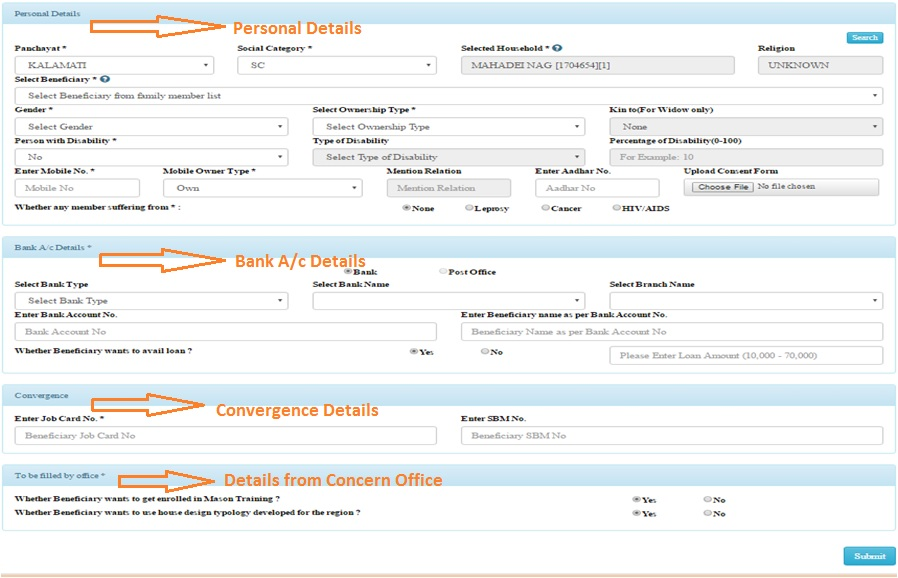 Personal Details
Personal Details
Search
Panchayat * Social Category * Selected Household * Religion
KALAMATI SC MAHADEI NAG [1704654][1] UNKNOWN
Select Beneficiary *
Select Beneficiary from family member list
Gender * Select Ownership Type * Kin to(For Widow only)
Select Gender Select Ownership Type None
Person with Disability * Type of Disability Percentage of Disability(0-100)
No Select Type of Disability For Example: 10
Enter Mobile No. * Mobile Owner Type * Mention Relation Enter Aadhar No. Upload Consent Form
Mobile No Own Mention Relation Aadhar No Choose File No file chosen
Whether any member suffering from * : None Leprosy Cancer HIV/AIDS
Bank A/c Details *
Bank A/c Details
Bank Post Office
Select Bank Type Select Bank Name Select Branch Name
Select Bank Type
Enter Bank Account No. Enter Beneficiary name as per Bank Account No.
Bank Account No Beneficiary Name as per Bank Account No
Whether Beneficiary wants to avail loan ? Yes No Please Enter Loan Amount (10,000 - 70,000)
Convergence
Convergence Details
Enter Job Card No. * Enter SBM No.
Beneficiary Job Card No Beneficiary SBM No
To be filled by office *
Details from Concern Office
Whether Beneficiary wants to get enrolled in Mason Training ? Yes No
Whether Beneficiary wants to use house design typology developed for the region ? Yes No
Submit